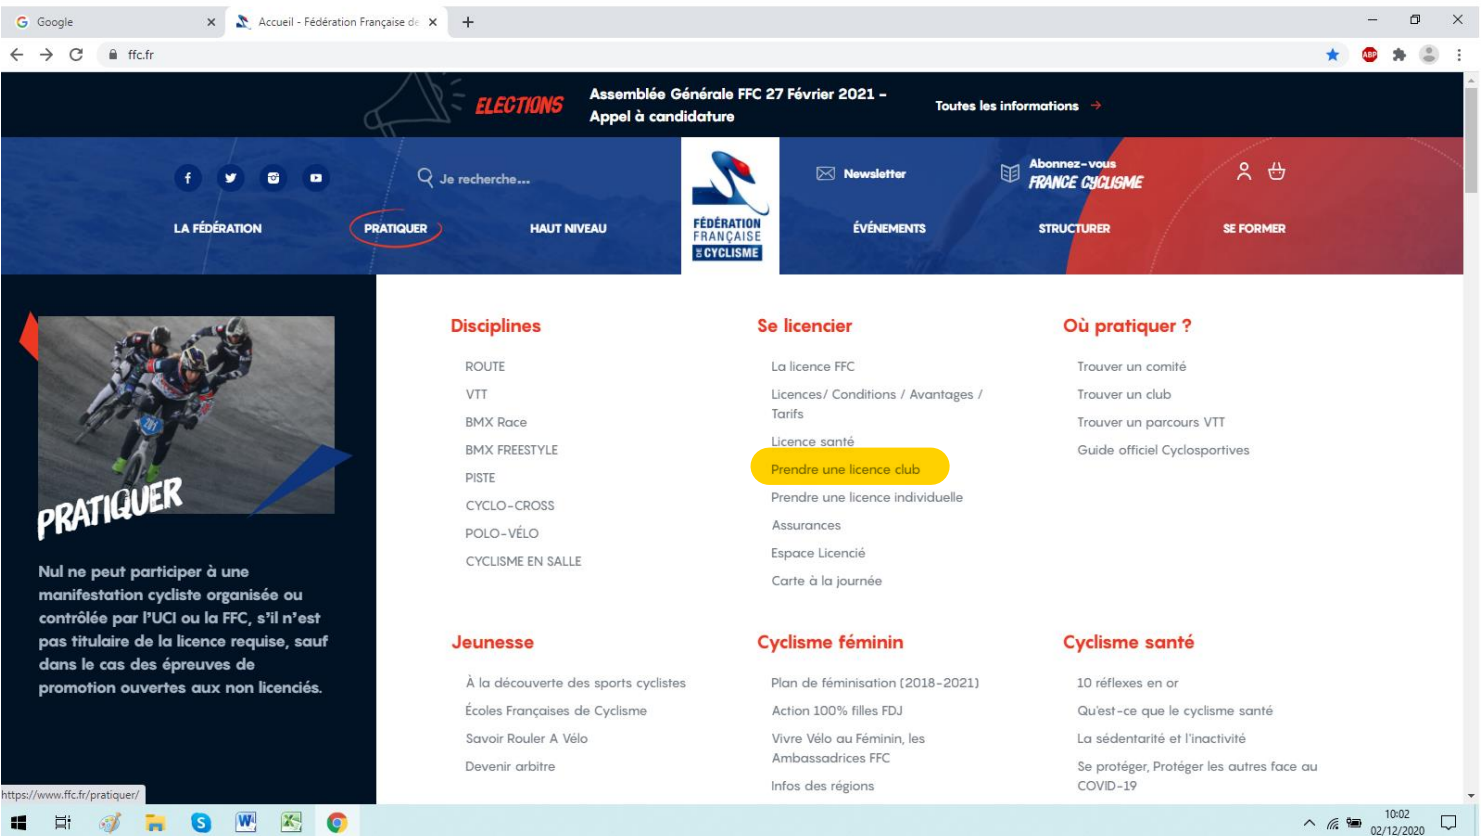 Google
Accueil - Fédération Française de
ffc.fr
ABP
ELECTIONS
Assemblée Générale FFC 27 Février 2021 –
Appel à candidature
Toutes les informations →
Je recherche...
Newsletter
Abonnez-vous
FRANCE CYCLISME
LA FÉDÉRATION
PRATIQUER
HAUT NIVEAU
FÉDÉRATION
FRANÇAISE
DE CYCLISME
ÉVÉNEMENTS
STRUCTURER
SE FORMER
PRATIQUER
Nul ne peut participer à une
manifestation cycliste organisée ou
contrôlée par l'UCI ou la FFC, s'il n'est
pas titulaire de la licence requise, sauf
dans le cas des épreuves de
promotion ouvertes aux non licenciés.
Disciplines
ROUTE
VTT
BMX Race
BMX FREESTYLE
PISTE
CYCLO-CROSS
POLO-VÉLO
CYCLISME EN SALLE
Se licencier
La licence FFC
Licences/ Conditions / Avantages /
Tarifs
Licence santé
Prendre une licence club
Prendre une licence individuelle
Assurances
Espace Licencié
Carte à la journée
Où pratiquer ?
Trouver un comité
Trouver un club
Trouver un parcours VTT
Guide officiel Cyclosportives
Jeunesse
À la découverte des sports cyclistes
Écoles Françaises de Cyclisme
Savoir Rouler A Vélo
Devenir arbitre
Cyclisme féminin
Plan de féminisation (2018-2021)
Action 100% filles FDJ
Vivre Vélo au Féminin, les
Ambassadrices FFC
Infos des régions
Cyclisme santé
10 réflexes en or
Qu'est-ce que le cyclisme santé
La sédentarité et l'inactivité
Se protéger, Protéger les autres face au
COVID-19
https://www.ffc.fr/pratiquer/
10:02
02/12/2020